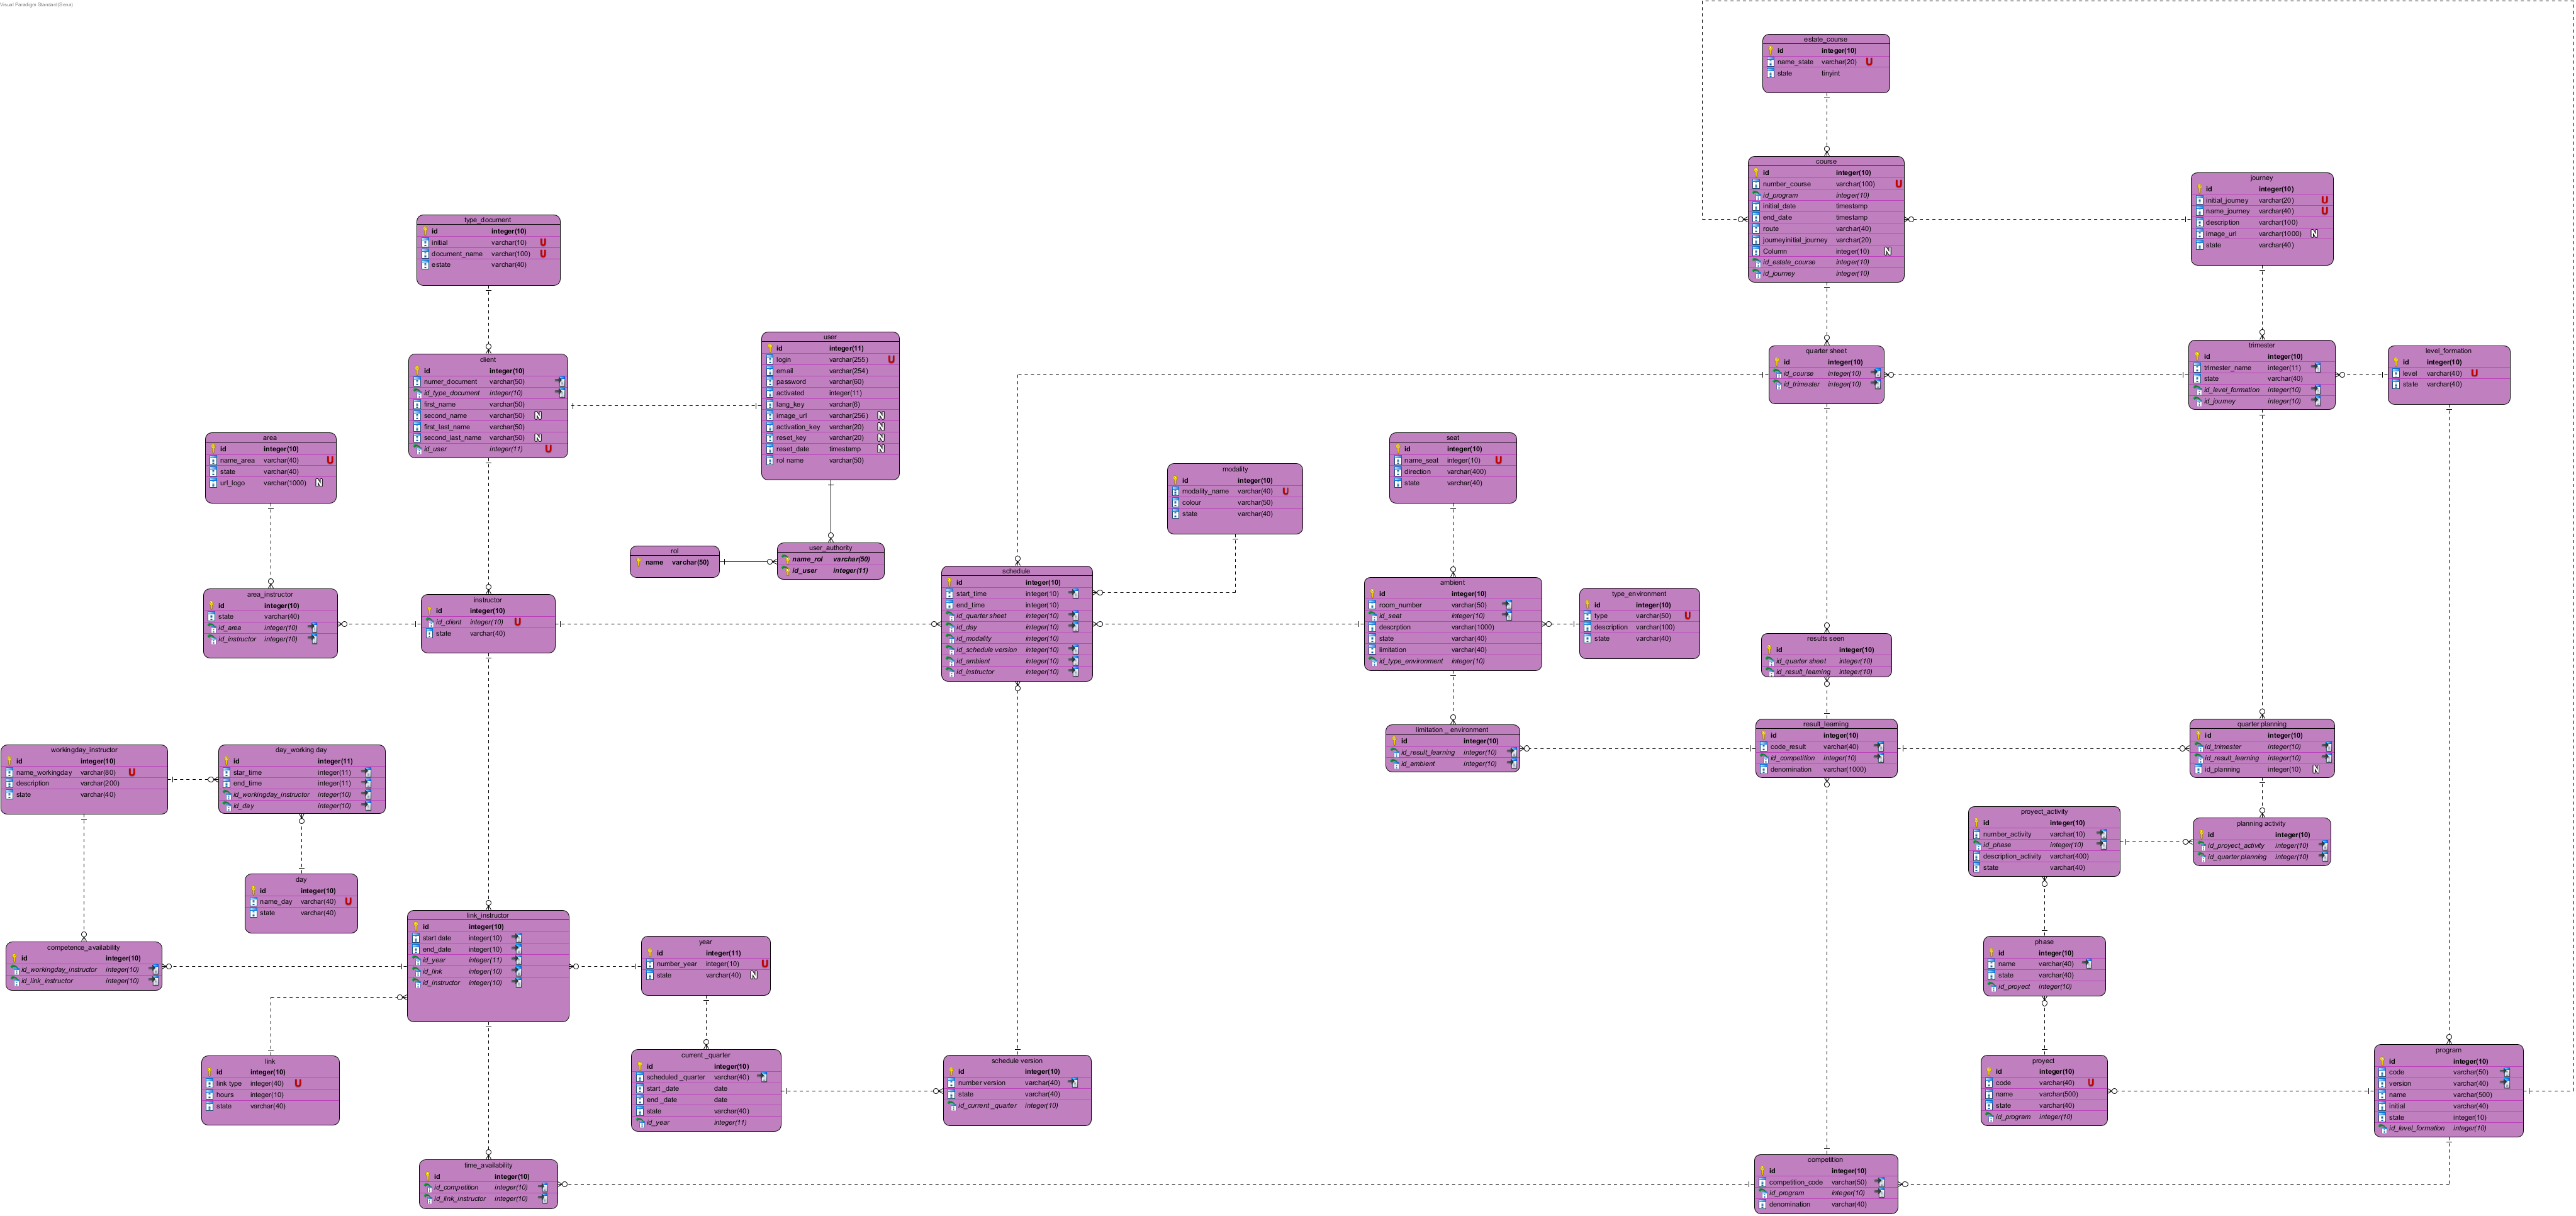 Visual Paradigm Standard(Sena)
estate_course
id integer(10)
name_state varchar(20) U
state tinyint
course
id integer(10)
number_course varchar(100) U
id_program integer(10)
initial_date timestamp
end_date timestamp
route varchar(40)
journeyinitial_journey varchar(20)
Column integer(10) N
id_estate_course integer(10)
id_journey integer(10)
journey
id integer(10)
initial_journey varchar(20) U
name_journey varchar(40) U
description varchar(100)
image_url varchar(1000) N
state varchar(40)
type_document
id integer(10)
initial varchar(10) U
document_name varchar(100) U
estate varchar(40)
client
id integer(10)
numer_document varchar(50)
id_type_document integer(10)
first_name varchar(50)
second_name varchar(50) N
first_last_name varchar(50)
second_last_name varchar(50) N
id_user integer(11) U
user
id integer(11)
login varchar(255) U
email varchar(254)
password varchar(60)
activated integer(11)
lang_key varchar(6)
image_url varchar(256) N
activation_key varchar(20) N
reset_key varchar(20) N
reset_date timestamp N
rol name varchar(50)
quarter sheet
id integer(10)
id_course integer(10)
id_trimester integer(10)
trimester
id integer(10)
trimester_name integer(11)
state varchar(40)
id_level_formation integer(10)
id_journey integer(10)
level_formation
id integer(10)
level varchar(40) U
state varchar(40)
area
id integer(10)
name_area varchar(40) U
state varchar(40)
url_logo varchar(1000) N
modality
id integer(10)
modality_name varchar(40) U
colour varchar(50)
state varchar(40)
seat
id integer(10)
name_seat integer(10) U
direction varchar(400)
state varchar(40)
rol
name varchar(50)
user_authority
name_rol varchar(50)
id_user integer(11)
area_instructor
id integer(10)
state varchar(40)
id_area integer(10)
id_instructor integer(10)
instructor
id integer(10)
id_client integer(10) U
state varchar(40)
schedule
id integer(10)
start_time integer(10)
end_time integer(10)
id_quarter sheet integer(10)
id_day integer(10)
id_modality integer(10)
id_schedule version integer(10)
id_ambient integer(10)
id_instructor integer(10)
ambient
id integer(10)
room_number varchar(50)
id_seat integer(10)
descrption varchar(1000)
state varchar(40)
limitation varchar(40)
id_type_environment integer(10)
type_environment
id integer(10)
type varchar(50) U
description varchar(100)
state varchar(40)
results seen
id integer(10)
id_quarter sheet integer(10)
id_result_learning integer(10)
limitation _ environment
id integer(10)
id_result_learning integer(10)
id_ambient integer(10)
result_learning
id integer(10)
code_result varchar(40)
id_competition integer(10)
denomination varchar(1000)
quarter planning
id integer(10)
id_trimester integer(10)
id_result_learning integer(10)
id_planning integer(10) N
workingday_instructor
id integer(10)
name_workingday varchar(80) U
description varchar(200)
state varchar(40)
day_working day
id integer(11)
star_time integer(11)
end_time integer(11)
id_workingday_instructor integer(10)
id_day integer(10)
day
id integer(10)
name_day varchar(40) U
state varchar(40)
proyect_activity
id integer(10)
number_activity varchar(10)
id_phase integer(10)
description_activity varchar(400)
state varchar(40)
planning activity
id integer(10)
id_proyect_activity integer(10)
id_quarter planning integer(10)
competence_availability
id integer(10)
id_workingday_instructor integer(10)
id_link_instructor integer(10)
link_instructor
id integer(10)
start date integer(10)
end_date integer(10)
id_year integer(11)
id_link integer(10)
id_instructor integer(10)
year
id integer(11)
number_year integer(10) U
state varchar(40) N
phase
id integer(10)
name varchar(40)
state varchar(40)
id_proyect integer(10)
link
id integer(10)
link type integer(40) U
hours integer(10)
state varchar(40)
current _quarter
id integer(10)
scheduled _quarter varchar(40)
start _date date
end _date date
state varchar(40)
id_year integer(11)
schedule version
id integer(10)
number version varchar(40)
state varchar(40)
id_current _quarter integer(10)
proyect
id integer(10)
code varchar(40) U
name varchar(500)
state varchar(40)
id_program integer(10)
program
id integer(10)
code varchar(50)
version varchar(40)
name varchar(500)
initial varchar(40)
state integer(10)
id_level_formation integer(10)
time_availability
id integer(10)
id_competition integer(10)
id_link_instructor integer(10)
competition
id integer(10)
competition_code varchar(50)
id_program integer(10)
denomination varchar(40)